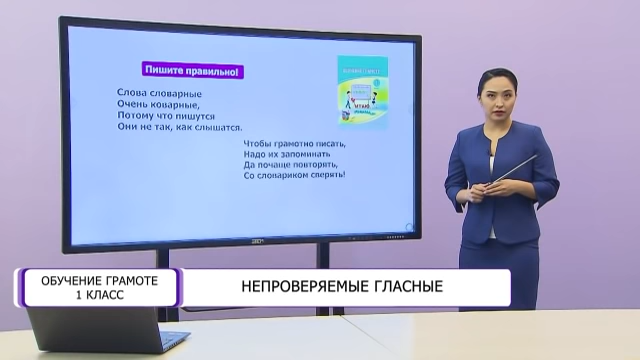 Пишите правильно!
Слова словарные
Очень коварные,
Потому что пишутся
Они не так, как слышатся.
Чтобы грамотно писать,
Надо их запоминать
Да почаще повторять,
Со словариком сверять!
ОБУЧЕНИЕ ГРАМОТЕ
1 КЛАСС
НЕПРОВЕРЯЕМЫЕ ГЛАСНЫЕ